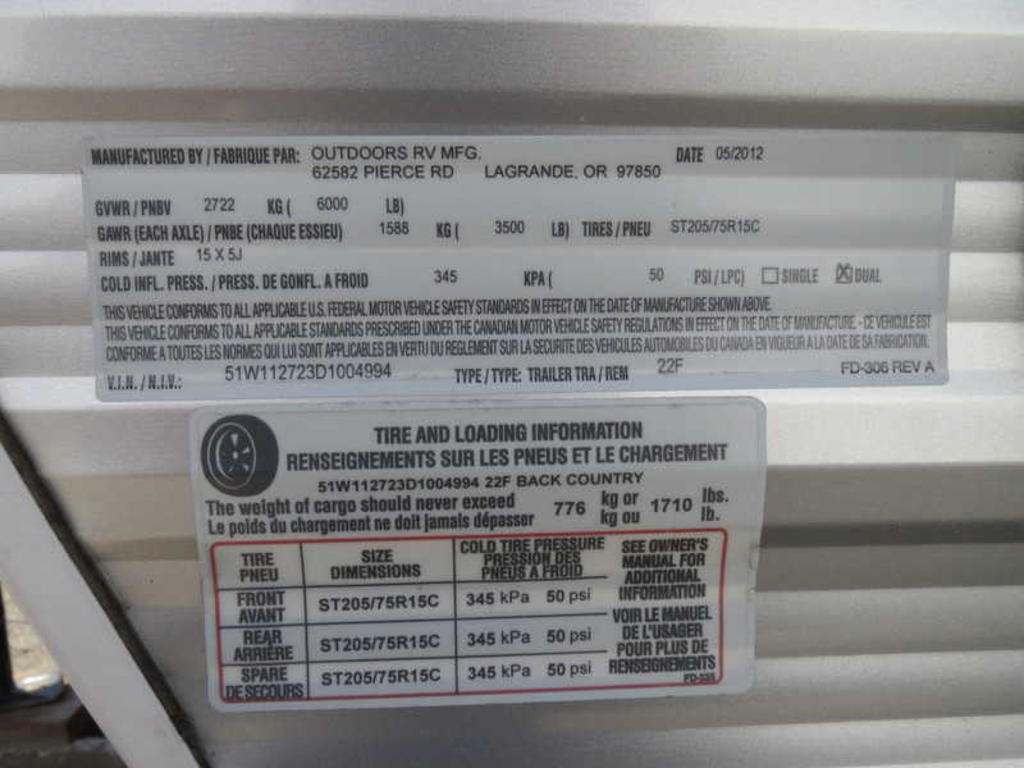 MANUFACTURED BY / FABRIQUE PAR: OUTDOORS RV MFG. DATE 05/2012
62582 PIERCE RD LAGRANDE, OR 97850
GVWR / PNBV 2722 KG ( 6000 LB)
GAWR (EACH AXLE) / PNBE (CHAQUE ESSIEU) 1588 KG ( 3500 LB) TIRES / PNEU ST205/75R15C
RIMS / JANTE 15 X 5J
COLD INFL. PRESS. / PRESS. DE GONFL. A FROID 345 KPA ( 50 PSI / LPC) ☐ SINGLE ☒ DUAL
THIS VEHICLE CONFORMS TO ALL APPLICABLE U.S. FEDERAL MOTOR VEHICLE SAFETY STANDARDS IN EFFECT ON THE DATE OF MANUFACTURE SHOWN ABOVE.
THIS VEHICLE CONFORMS TO ALL APPLICABLE STANDARDS PRESCRIBED UNDER THE CANADIAN MOTOR VEHICLE SAFETY REGULATIONS IN EFFECT ON THE DATE OF MANUFACTURE. - CE VEHICULE EST
CONFORME A TOUTES LES NORMES QUI LUI SONT APPLICABLES EN VERTU DU REGLEMENT SUR LA SECURITE DES VEHICULES AUTOMOBILES DU CANADA EN VIGUEUR A LA DATE DE SA FABRICATION.
V.I.N. / N.I.V.: 51W112723D1004994 TYPE / TYPE: TRAILER TRA / REM 22F FD-306 REV A
TIRE AND LOADING INFORMATION
RENSEIGNEMENTS SUR LES PNEUS ET LE CHARGEMENT
51W112723D1004994 22F BACK COUNTRY
The weight of cargo should never exceed 776 kg or 1710 lbs.
Le poids du chargement ne doit jamais dépasser kg ou lb.
TIRE
PNEU
SIZE
DIMENSIONS
COLD TIRE PRESSURE
PRESSION DES
PNEUS A FROID
SEE OWNER'S
MANUAL FOR
ADDITIONAL
INFORMATION
VOIR LE MANUEL
DE L'USAGER
POUR PLUS DE
RENSEIGNEMENTS
FRONT
AVANT
ST205/75R15C 345 kPa 50 psi
REAR
ARRIÈRE
ST205/75R15C 345 kPa 50 psi
SPARE
DE SECOURS
ST205/75R15C 345 kPa 50 psi